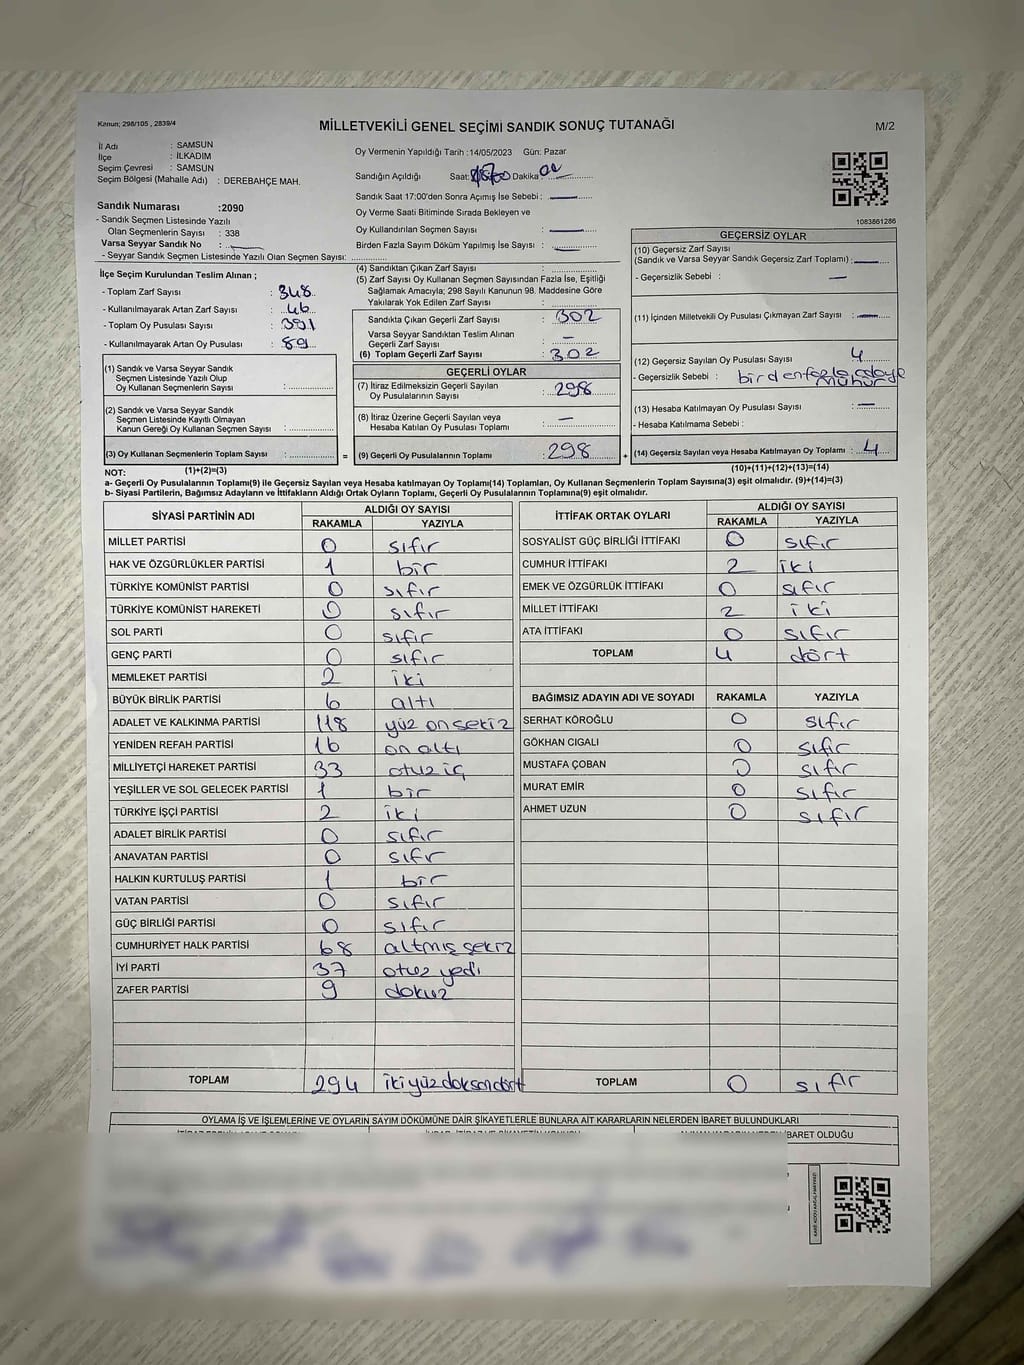 Kanun; 298/105 , 2839/4
MİLLETVEKİLİ GENEL SEÇİMİ SANDIK SONUÇ TUTANAĞI
M/2
İl Adı : SAMSUN
İlçe : İLKADIM
Seçim Çevresi : SAMSUN
Seçim Bölgesi (Mahalle Adı) : DEREBAHÇE MAH.
Oy Vermenin Yapıldığı Tarih :14/05/2023 Gün: Pazar
Sandığın Açıldığı Saat: Dakika
Sandık Saat 17:00'den Sonra Açımış İse Sebebi :
Oy Verme Saati Bitiminde Sırada Bekleyen ve
Oy Kullandırılan Seçmen Sayısı :
Birden Fazla Sayım Döküm Yapılmış İse Sayısı :
1083861286
Sandık Numarası :2090
- Sandık Seçmen Listesinde Yazılı
Olan Seçmenlerin Sayısı : 338
Varsa Seyyar Sandık No :
- Seyyar Sandık Seçmen Listesinde Yazılı Olan Seçmen Sayısı:
İlçe Seçim Kurulundan Teslim Alınan ;
- Toplam Zarf Sayısı : 348
- Kullanılmayarak Artan Zarf Sayısı : 46
- Toplam Oy Pusulası Sayısı : 391
- Kullanılmayarak Artan Oy Pusulası : 89
(1) Sandık ve Varsa Seyyar Sandık
Seçmen Listesinde Yazılı Olup
Oy Kullanan Seçmenlerin Sayısı :
(2) Sandık ve Varsa Seyyar Sandık
Seçmen Listesinde Kayıtlı Olmayan
Kanun Gereği Oy Kullanan Seçmen Sayısı :
(3) Oy Kullanan Seçmenlerin Toplam Sayısı :
=
(4) Sandıktan Çıkan Zarf Sayısı :
(5) Zarf Sayısı Oy Kullanan Seçmen Sayısından Fazla İse, Eşitliği
Sağlamak Amacıyla; 298 Sayılı Kanunun 98. Maddesine Göre
Yakılarak Yok Edilen Zarf Sayısı :
Sandıkta Çıkan Geçerli Zarf Sayısı : 302
Varsa Seyyar Sandıktan Teslim Alınan
Geçerli Zarf Sayısı : —
(6) Toplam Geçerli Zarf Sayısı : 302
GEÇERLİ OYLAR
(7) İtiraz Edilmeksizin Geçerli Sayılan
Oy Pusulalarının Sayısı : 298
(8) İtiraz Üzerine Geçerli Sayılan veya
Hesaba Katılan Oy Pusulası Toplamı : —
(9) Geçerli Oy Pusulalarının Toplamı : 298
+
GEÇERSİZ OYLAR
(10) Geçersiz Zarf Sayısı
(Sandık ve Varsa Seyyar Sandık Geçersiz Zarf Toplamı) : —
- Geçersizlik Sebebi : —
(11) İçinden Milletvekili Oy Pusulası Çıkmayan Zarf Sayısı : —
(12) Geçersiz Sayılan Oy Pusulası Sayısı : 4
- Geçersizlik Sebebi : birden fazla adaya
mühür
(13) Hesaba Katılmayan Oy Pusulası Sayısı : —
- Hesaba Katılmama Sebebi :
(14) Geçersiz Sayılan veya Hesaba Katılmayan Oy Toplamı : 4
NOT: (1)+(2)=(3)
(10)+(11)+(12)+(13)=(14)
a- Geçerli Oy Pusulalarının Toplamı(9) ile Geçersiz Sayılan veya Hesaba katılmayan Oy Toplamı(14) Toplamları, Oy Kullanan Seçmenlerin Toplam Sayısına(3) eşit olmalıdır. (9)+(14)=(3)
b- Siyasi Partilerin, Bağımsız Adayların ve İttifakların Aldığı Ortak Oyların Toplamı, Geçerli Oy Pusulalarının Toplamına(9) eşit olmalıdır.
SİYASİ PARTİNİN ADI ALDIĞI OY SAYISI
RAKAMLA YAZIYLA
MİLLET PARTİSİ 0 sıfır
HAK VE ÖZGÜRLÜKLER PARTİSİ 1 bir
TÜRKİYE KOMÜNİST PARTİSİ 0 sıfır
TÜRKİYE KOMÜNİST HAREKETİ 0 sıfır
SOL PARTİ 0 sıfır
GENÇ PARTİ 0 sıfır
MEMLEKET PARTİSİ 2 iki
BÜYÜK BİRLİK PARTİSİ 6 altı
ADALET VE KALKINMA PARTİSİ 118 yüz on sekiz
YENİDEN REFAH PARTİSİ 16 on altı
MİLLİYETÇİ HAREKET PARTİSİ 33 otuz üç
YEŞİLLER VE SOL GELECEK PARTİSİ 1 bir
TÜRKİYE İŞÇİ PARTİSİ 2 iki
ADALET BİRLİK PARTİSİ 0 sıfır
ANAVATAN PARTİSİ 0 sıfır
HALKIN KURTULUŞ PARTİSİ 1 bir
VATAN PARTİSİ 0 sıfır
GÜÇ BİRLİĞİ PARTİSİ 0 sıfır
CUMHURİYET HALK PARTİSİ 68 altmış sekiz
İYİ PARTİ 37 otuz yedi
ZAFER PARTİSİ 9 dokuz
TOPLAM 294 iki yüz doksan dört
İTTİFAK ORTAK OYLARI ALDIĞI OY SAYISI
RAKAMLA YAZIYLA
SOSYALİST GÜÇ BİRLİĞİ İTTİFAKI 0 sıfır
CUMHUR İTTİFAKI 2 iki
EMEK VE ÖZGÜRLÜK İTTİFAKI 0 sıfır
MİLLET İTTİFAKI 2 iki
ATA İTTİFAKI 0 sıfır
TOPLAM 4 dört
BAĞIMSIZ ADAYIN ADI VE SOYADI RAKAMLA YAZIYLA
SERHAT KÖROĞLU 0 sıfır
GÖKHAN CIGALI 0 sıfır
MUSTAFA ÇOBAN 0 sıfır
MURAT EMİR 0 sıfır
AHMET UZUN 0 sıfır
TOPLAM 0 sıfır
OYLAMA İŞ VE İŞLEMLERİNE VE OYLARIN SAYIM DÖKÜMÜNE DAİR ŞİKAYETLERLE BUNLARA AİT KARARLARIN NELERDEN İBARET BULUNDUKLARI
İBARET OLDUĞU